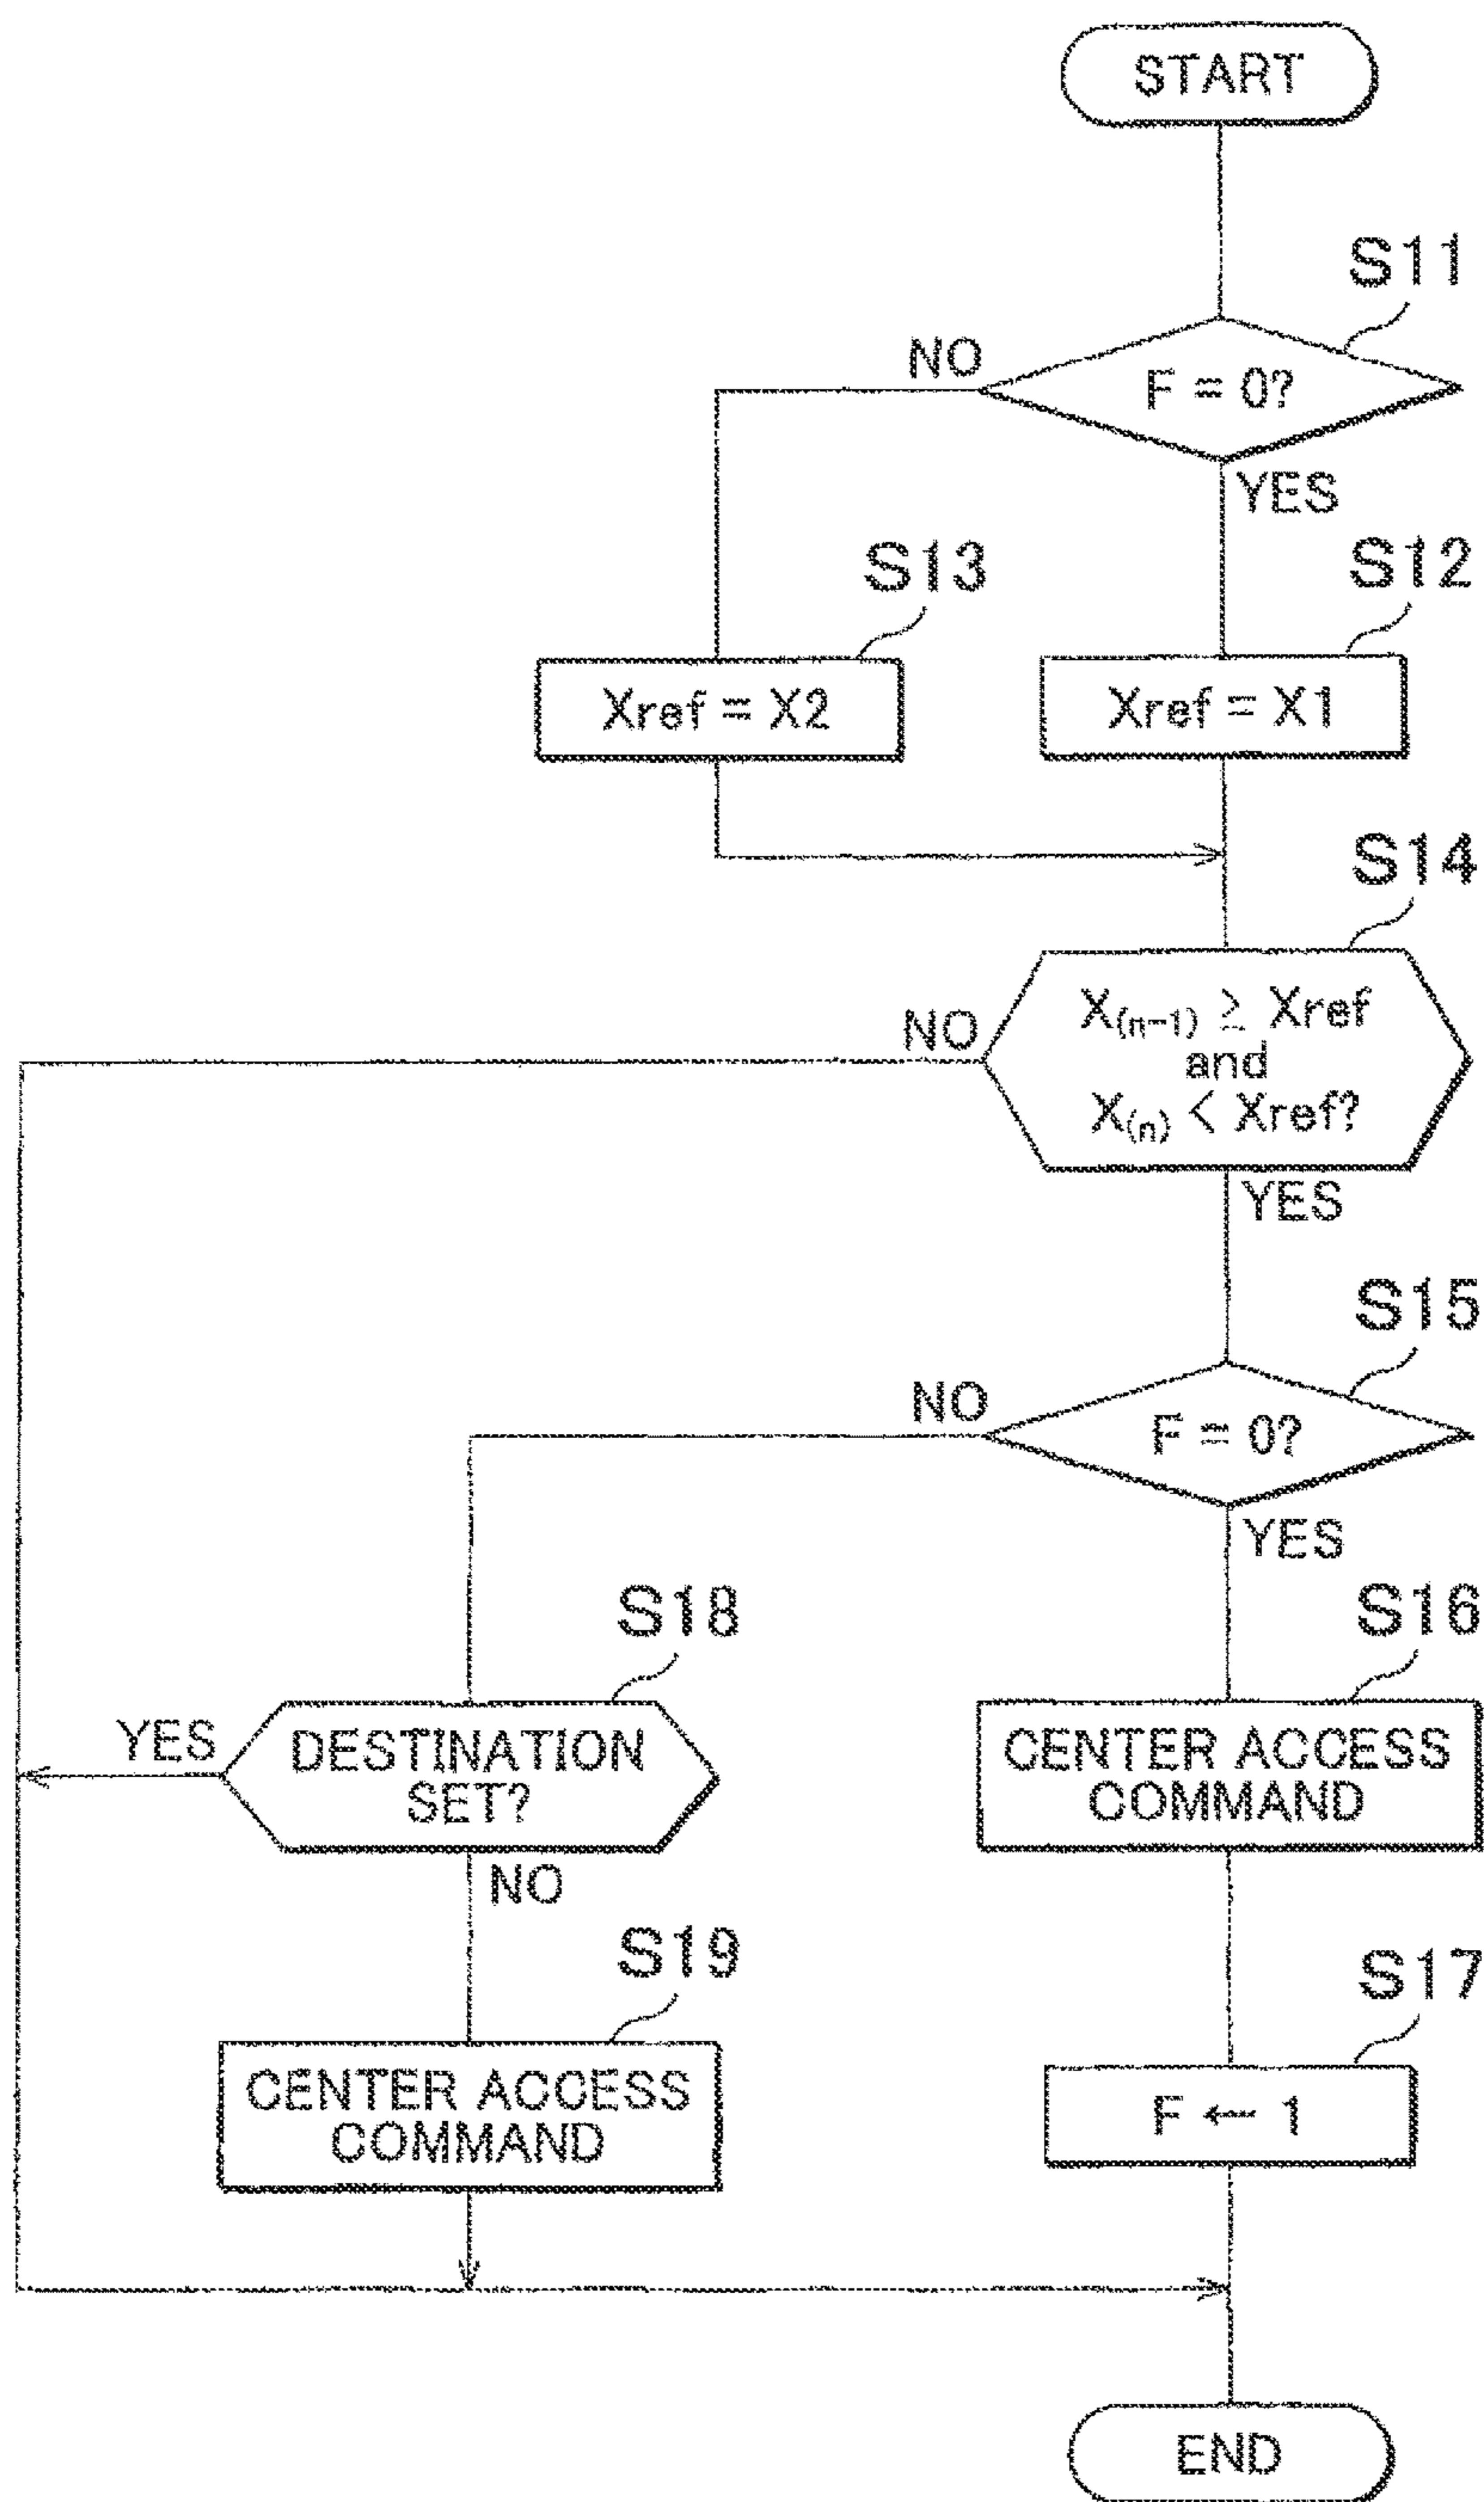 START
S11
NO
F = 0?
YES
S13
S12
Xref = X2
Xref = X1
S14
NO
X(n-1) ≥ Xref
and
X(n) < Xref?
YES
S15
NO
F = 0?
YES
S18
S16
YES
DESTINATION
SET?
CENTER ACCESS
COMMAND
NO
S19
S17
CENTER ACCESS
COMMAND
F ← 1
END